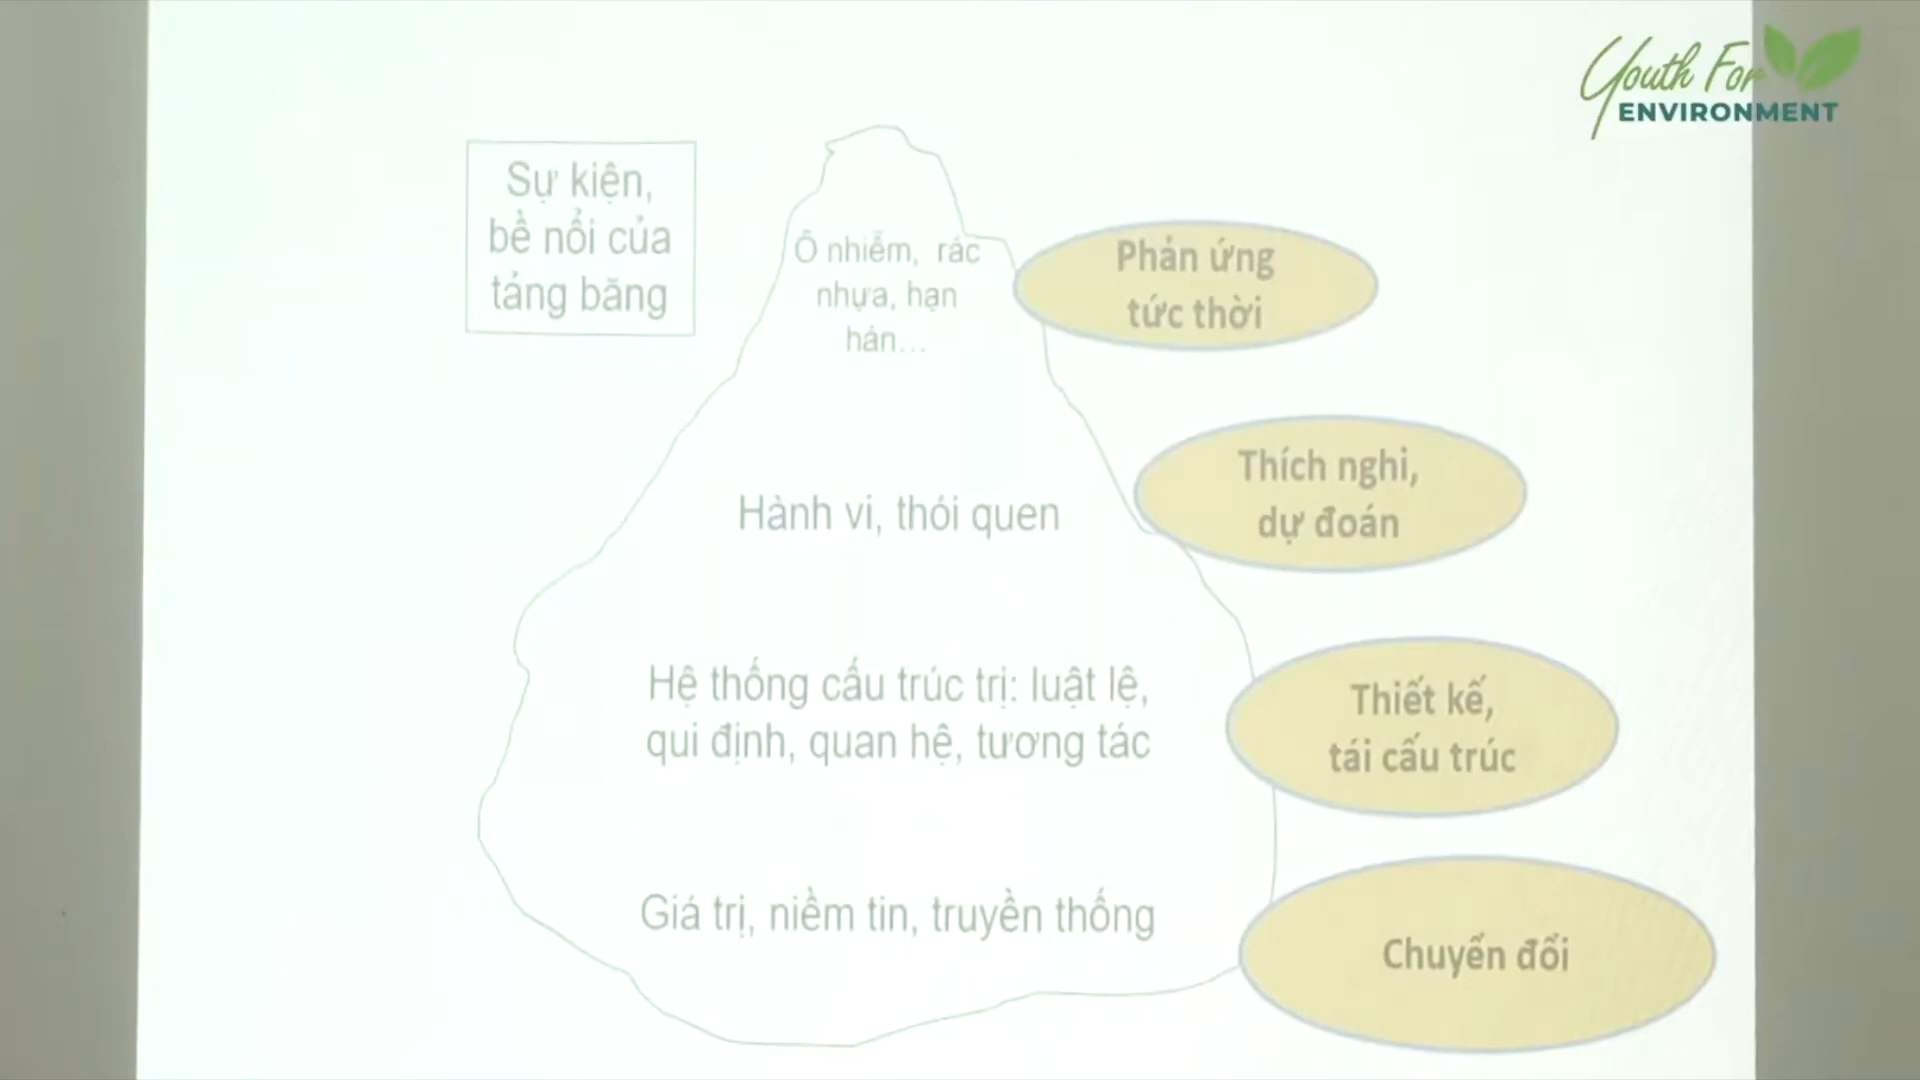 Youth For
ENVIRONMENT
Sự kiện,
bề nổi của
tảng băng
Ô nhiễm, rác
nhựa, hạn
hán...
Phản ứng
tức thời
Hành vi, thói quen
Thích nghi,
dự đoán
Hệ thống cấu trúc trị: luật lệ,
qui định, quan hệ, tương tác
Thiết kế,
tái cấu trúc
Giá trị, niềm tin, truyền thống
Chuyển đổi